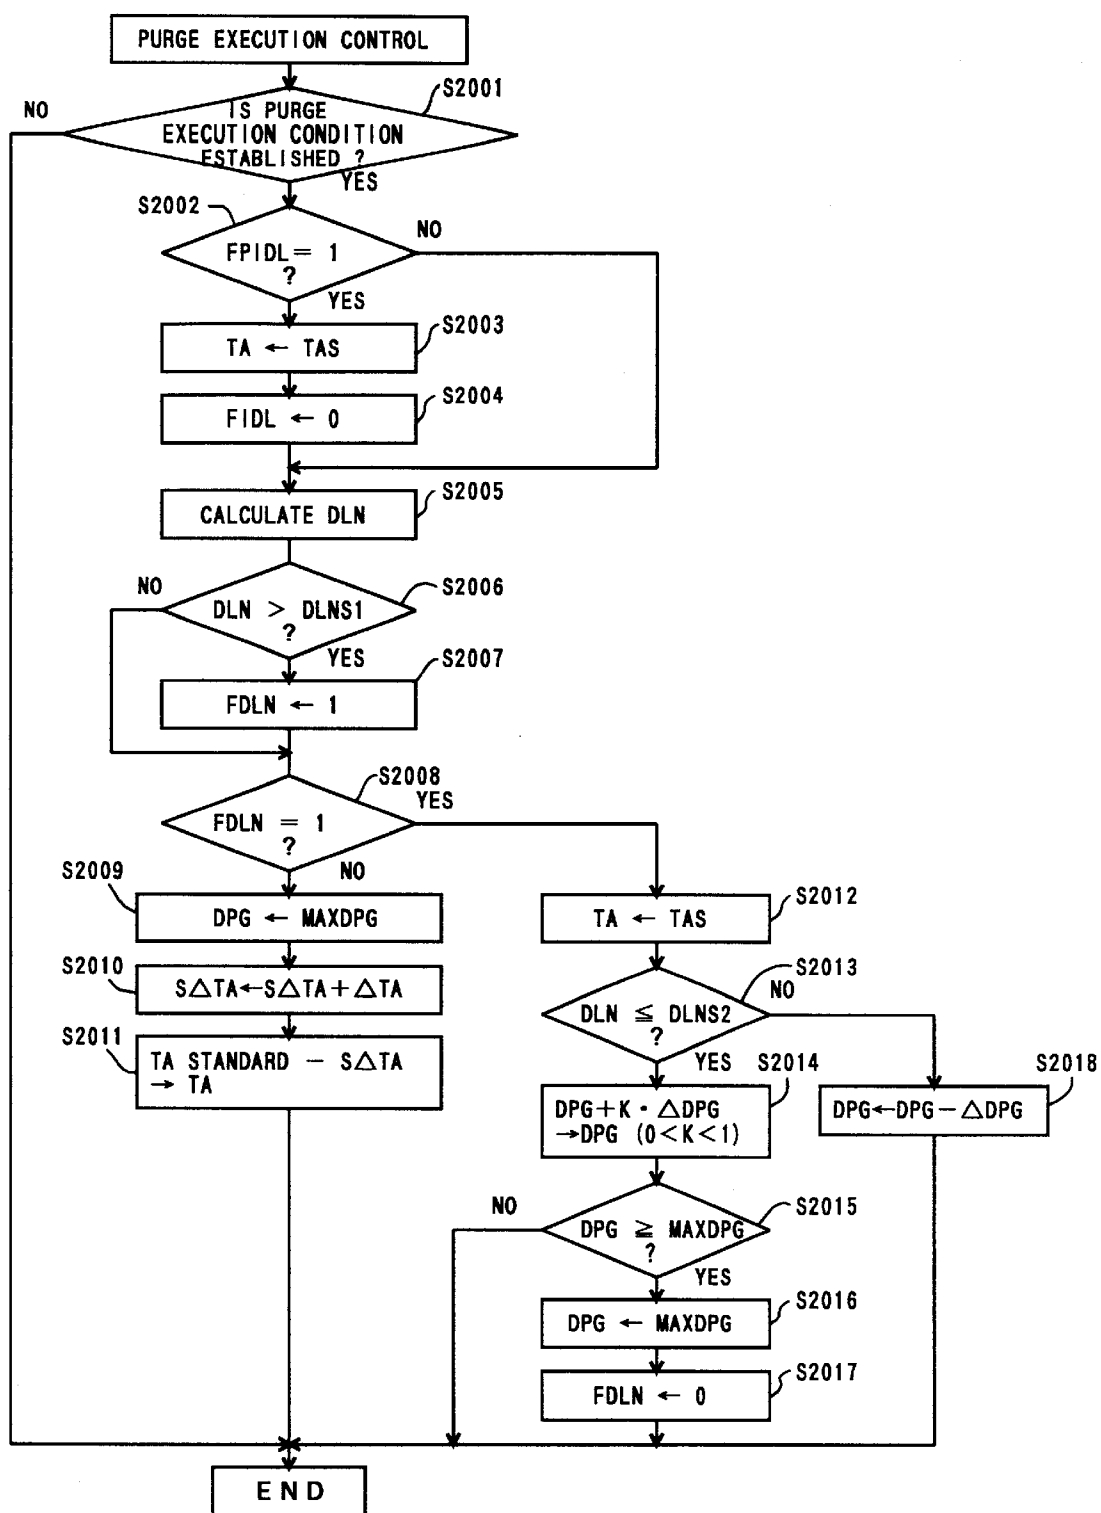 PURGE EXECUTION CONTROL
S2001
NO
IS PURGE
EXECUTION CONDITION
ESTABLISHED ?
YES
S2002
NO
FPIDL = 1
?
YES
S2003
TA ← TAS
S2004
FIDL ← 0
S2005
CALCULATE DLN
S2006
NO
DLN > DLNS1
?
YES
S2007
FDLN ← 1
S2008
YES
FDLN = 1
?
NO
S2009
DPG ← MAXDPG
S2010
S△TA←S△TA+△TA
S2011
TA STANDARD - S△TA
→ TA
S2012
TA ← TAS
S2013
NO
DLN ≦ DLNS2
?
YES
S2014
DPG+K・△DPG
→DPG (0<K<1)
S2018
DPG←DPG-△DPG
S2015
NO
DPG ≧ MAXDPG
?
YES
S2016
DPG ← MAXDPG
S2017
FDLN ← 0
END